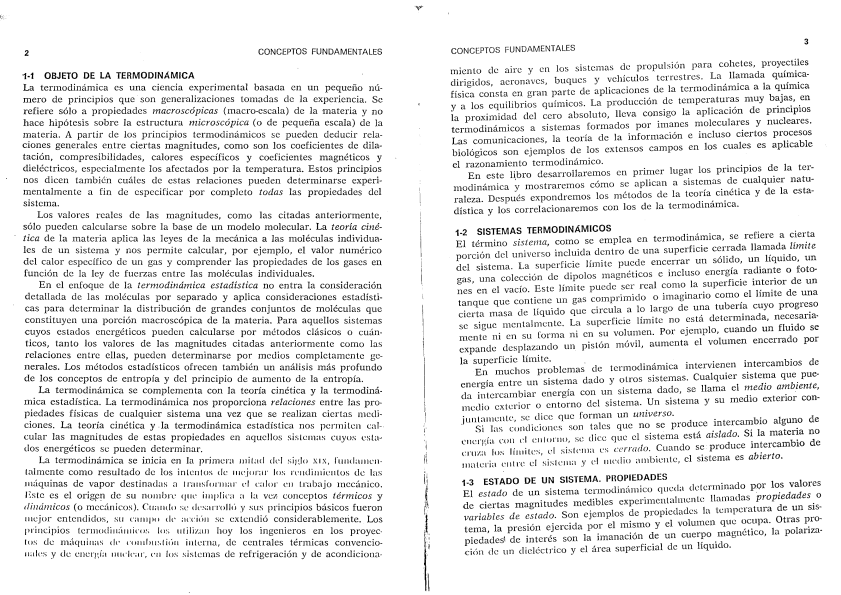 2
CONCEPTOS FUNDAMENTALES
1-1 OBJETO DE LA TERMODINÁMICA
La termodinámica es una ciencia experimental basada en un pequeño nú-
mero de principios que son generalizaciones tomadas de la experiencia. Se
refiere sólo a propiedades macroscópicas (macro-escala) de la materia y no
hace hipótesis sobre la estructura microscópica (o de pequeña escala) de la
materia. A partir de los principios termodinámicos se pueden deducir rela-
ciones generales entre ciertas magnitudes, como son los coeficientes de dila-
tación, compresibilidades, calores específicos y coeficientes magnéticos y
dieléctricos, especialmente los afectados por la temperatura. Estos principios
nos dicen también cuáles de estas relaciones pueden determinarse experi-
mentalmente a fin de especificar por completo todas las propiedades del
sistema.
Los valores reales de las magnitudes, como las citadas anteriormente,
sólo pueden calcularse sobre la base de un modelo molecular. La teoría ciné-
tica de la materia aplica las leyes de la mecánica a las moléculas individua-
les de un sistema y nos permite calcular, por ejemplo, el valor numérico
del calor específico de un gas y comprender las propiedades de los gases en
función de la ley de fuerzas entre las moléculas individuales.
En el enfoque de la termodinámica estadística no entra la consideración
detallada de las moléculas por separado y aplica consideraciones estadísti-
cas para determinar la distribución de grandes conjuntos de moléculas que
constituyen una porción macroscópica de la materia. Para aquellos sistemas
cuyos estados energéticos pueden calcularse por métodos clásicos o cuán-
ticos, tanto los valores de las magnitudes citadas anteriormente como las
relaciones entre ellas, pueden determinarse por medios completamente ge-
nerales. Los métodos estadísticos ofrecen también un análisis más profundo
de los conceptos de entropía y del principio de aumento de la entropía.
La termodinámica se complementa con la teoría cinética y la termodiná-
mica estadística. La termodinámica nos proporciona relaciones entre las pro-
piedades físicas de cualquier sistema una vez que se realizan ciertas medi-
ciones. La teoría cinética y la termodinámica estadística nos permiten cal-
cular las magnitudes de estas propiedades en aquellos sistemas cuyos esta-
dos energéticos se pueden determinar.
La termodinámica se inicia en la primera mitad del siglo XIX, fundamen-
talmente como resultado de los intentos de mejorar los rendimientos de las
máquinas de vapor destinadas a transformar el calor en trabajo mecánico.
Este es el origen de su nombre que implica a la vez conceptos térmicos y
dinámicos (o mecánicos). Cuando se desarrolló y sus principios básicos fueron
mejor entendidos, su campo de acción se extendió considerablemente. Los
principios termodinámicos los utilizan hoy los ingenieros en los proyec-
tos de máquinas de combustión interna, de centrales térmicas convencio-
nales y de energía nuclear, en los sistemas de refrigeración y de acondiciona-
CONCEPTOS FUNDAMENTALES
3
miento de aire y en los sistemas de propulsión para cohetes, proyectiles
dirigidos, aeronaves, buques y vehículos terrestres. La llamada química-
física consta en gran parte de aplicaciones de la termodinámica a la química
y a los equilibrios químicos. La producción de temperaturas muy bajas, en
la proximidad del cero absoluto, lleva consigo la aplicación de principios
termodinámicos a sistemas formados por imanes moleculares y nucleares.
Las comunicaciones, la teoría de la información e incluso ciertos procesos
biológicos son ejemplos de los extensos campos en los cuales es aplicable
el razonamiento termodinámico.
En este libro desarrollaremos en primer lugar los principios de la ter-
modinámica y mostraremos cómo se aplican a sistemas de cualquier natu-
raleza. Después expondremos los métodos de la teoría cinética y de la esta-
dística y los correlacionaremos con los de la termodinámica.
1-2 SISTEMAS TERMODINÁMICOS
El término sistema, como se emplea en termodinámica, se refiere a cierta
porción del universo incluida dentro de una superficie cerrada llamada límite
del sistema. La superficie límite puede encerrar un sólido, un líquido, un
gas, una colección de dipolos magnéticos e incluso energía radiante o foto-
nes en el vacío. Este límite puede ser real como la superficie interior de un
tanque que contiene un gas comprimido o imaginario como el límite de una
cierta masa de líquido que circula a lo largo de una tubería cuyo progreso
se sigue mentalmente. La superficie límite no está determinada, necesaria-
mente ni en su forma ni en su volumen. Por ejemplo, cuando un fluido se
expande desplazando un pistón móvil, aumenta el volumen encerrado por
la superficie límite.
En muchos problemas de termodinámica intervienen intercambios de
energía entre un sistema dado y otros sistemas. Cualquier sistema que pue-
da intercambiar energía con un sistema dado, se llama el medio ambiente,
medio exterior o entorno del sistema. Un sistema y su medio exterior con-
juntamente, se dice que forman un universo.
Si las condiciones son tales que no se produce intercambio alguno de
energía con el entorno, se dice que el sistema está aislado. Si la materia no
cruza los límites, el sistema es cerrado. Cuando se produce intercambio de
materia entre el sistema y el medio ambiente, el sistema es abierto.
1-3 ESTADO DE UN SISTEMA. PROPIEDADES
El estado de un sistema termodinámico queda determinado por los valores
de ciertas magnitudes medibles experimentalmente llamadas propiedades o
variables de estado. Son ejemplos de propiedades la temperatura de un sis-
tema, la presión ejercida por el mismo y el volumen que ocupa. Otras pro-
piedades de interés son la imanación de un cuerpo magnético, la polariza-
ción de un dieléctrico y el área superficial de un líquido.